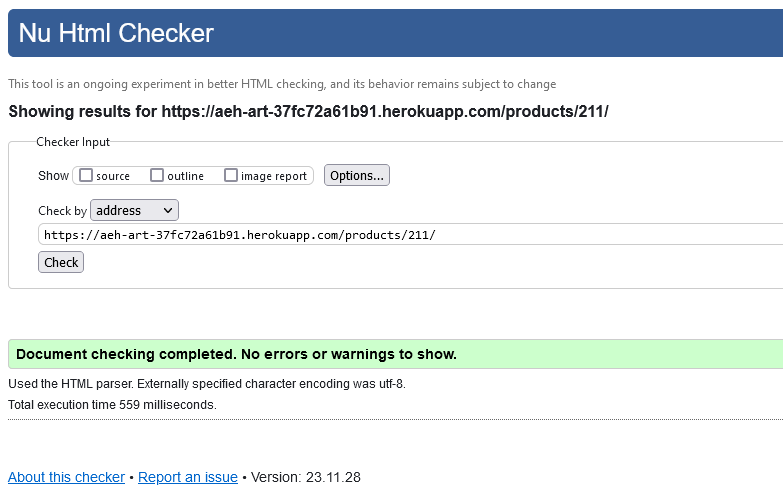 Nu Html Checker
This tool is an ongoing experiment in better HTML checking, and its behavior remains subject to change
Showing results for https://aeh-art-37fc72a61b91.herokuapp.com/products/211/
Checker Input
Show source outline image report Options...
Check by address
https://aeh-art-37fc72a61b91.herokuapp.com/products/211/
Check
Document checking completed. No errors or warnings to show.
Used the HTML parser. Externally specified character encoding was utf-8.
Total execution time 559 milliseconds.
About this checker • Report an issue • Version: 23.11.28